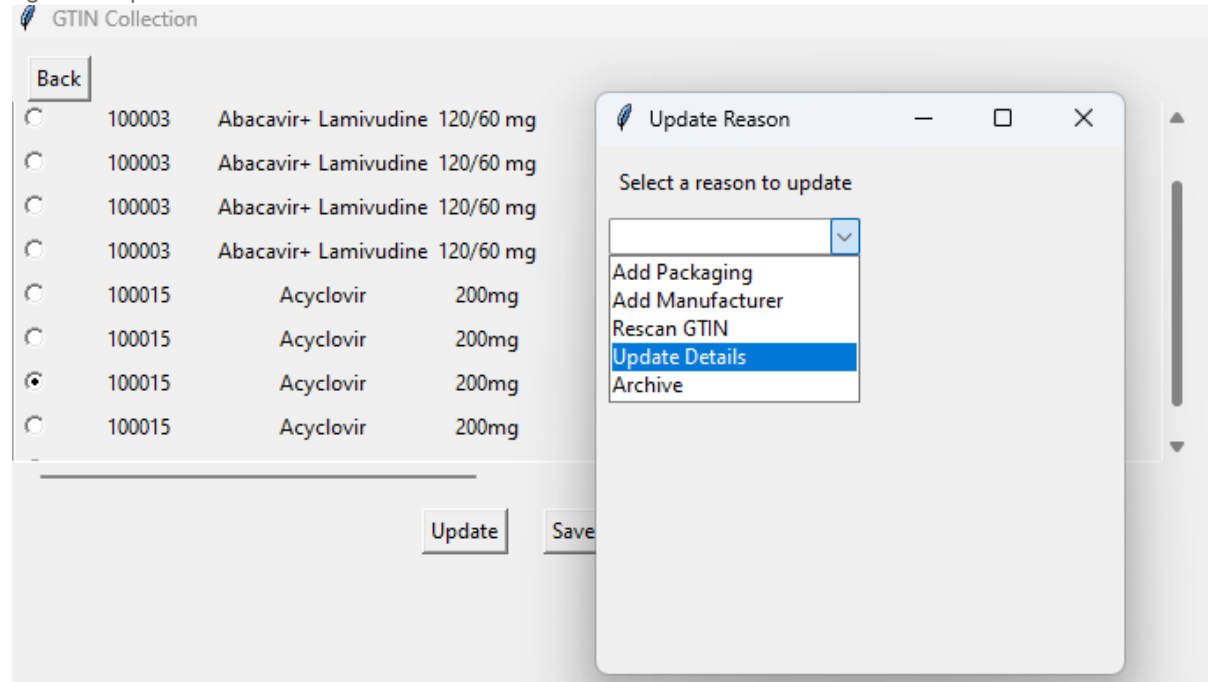 GTIN Collection
Back
100003 Abacavir+ Lamivudine 120/60 mg
100003 Abacavir+ Lamivudine 120/60 mg
100003 Abacavir+ Lamivudine 120/60 mg
100003 Abacavir+ Lamivudine 120/60 mg
100015 Acyclovir 200mg
100015 Acyclovir 200mg
100015 Acyclovir 200mg
100015 Acyclovir 200mg
Update Save
Update Reason
Select a reason to update
Add Packaging
Add Manufacturer
Rescan GTIN
Update Details
Archive